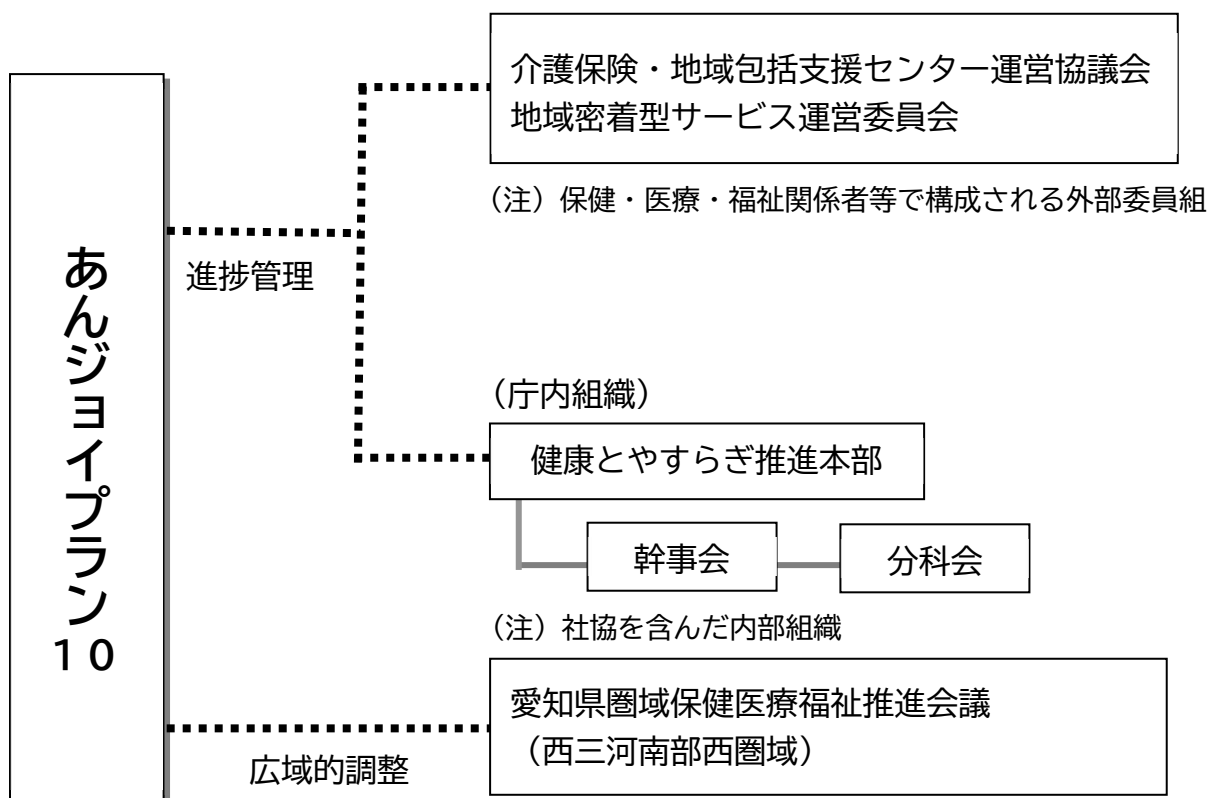 介護保険・地域包括支援センター運営協議会
地域密着型サービス運営委員会
（注）保健・医療・福祉関係者等で構成される外部委員組
あんジョイプラン１０
進捗管理
（庁内組織）
健康とやすらぎ推進本部
幹事会
分科会
（注）社協を含んだ内部組織
愛知県圏域保健医療福祉推進会議
（西三河南部西圏域）
広域的調整